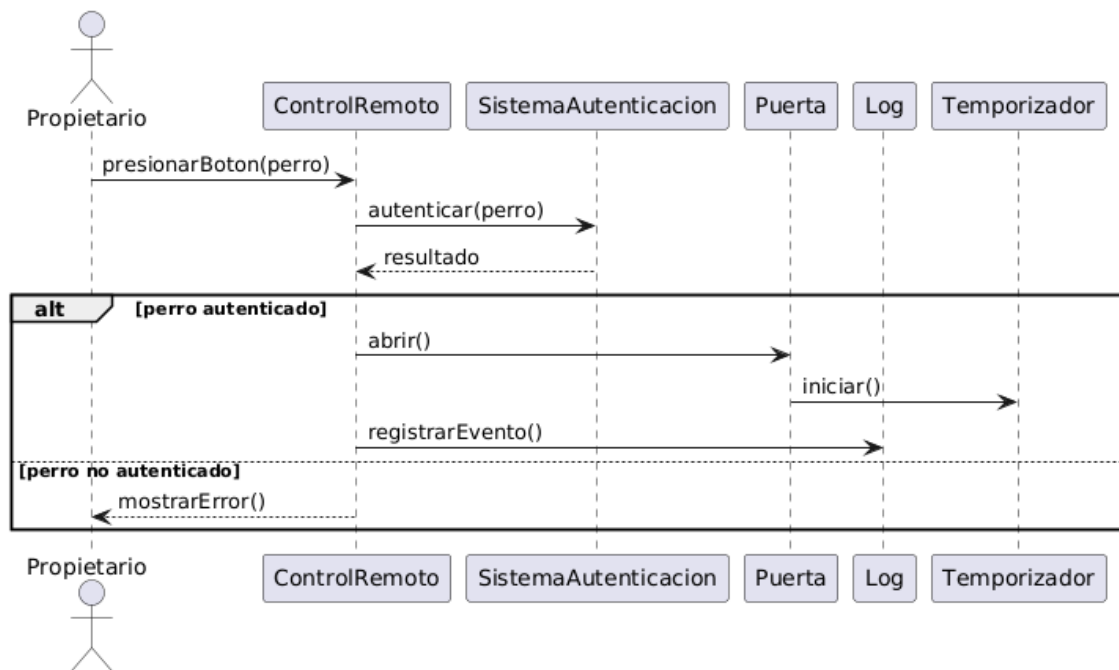 Propietario
ControlRemoto
SistemaAutenticacion
Puerta
Log
Temporizador
presionarBoton(perro)
autenticar(perro)
resultado
alt
[perro autenticado]
abrir()
iniciar()
registrarEvento()
[perro no autenticado]
mostrarError()
Propietario
ControlRemoto
SistemaAutenticacion
Puerta
Log
Temporizador